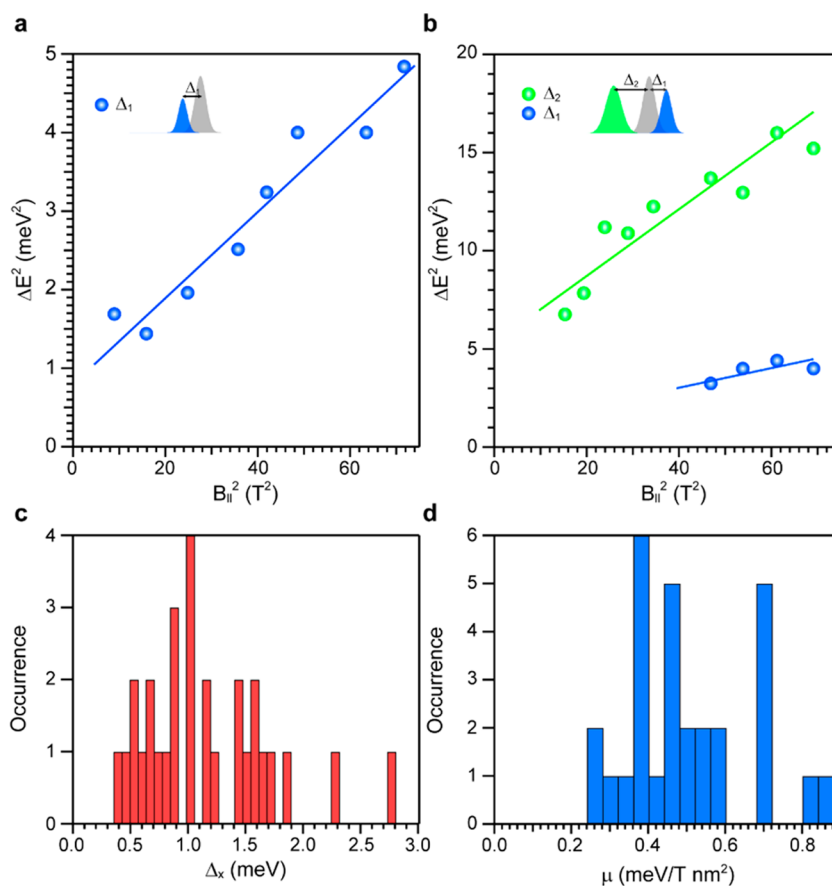 a
b
5
4
3
2
1
0
ΔE² (meV²)
Δ₁
Δ₁
0
20
40
60
B_II² (T²)
20
15
10
5
0
ΔE² (meV²)
Δ₂
Δ₁
Δ₂
Δ₁
0
20
40
60
B_II² (T²)
c
d
4
3
2
1
0
Occurrence
0.0
0.5
1.0
1.5
2.0
2.5
3.0
Δₓ (meV)
6
5
4
3
2
1
0
Occurrence
0.0
0.2
0.4
0.6
0.8
μ (meV/T nm²)